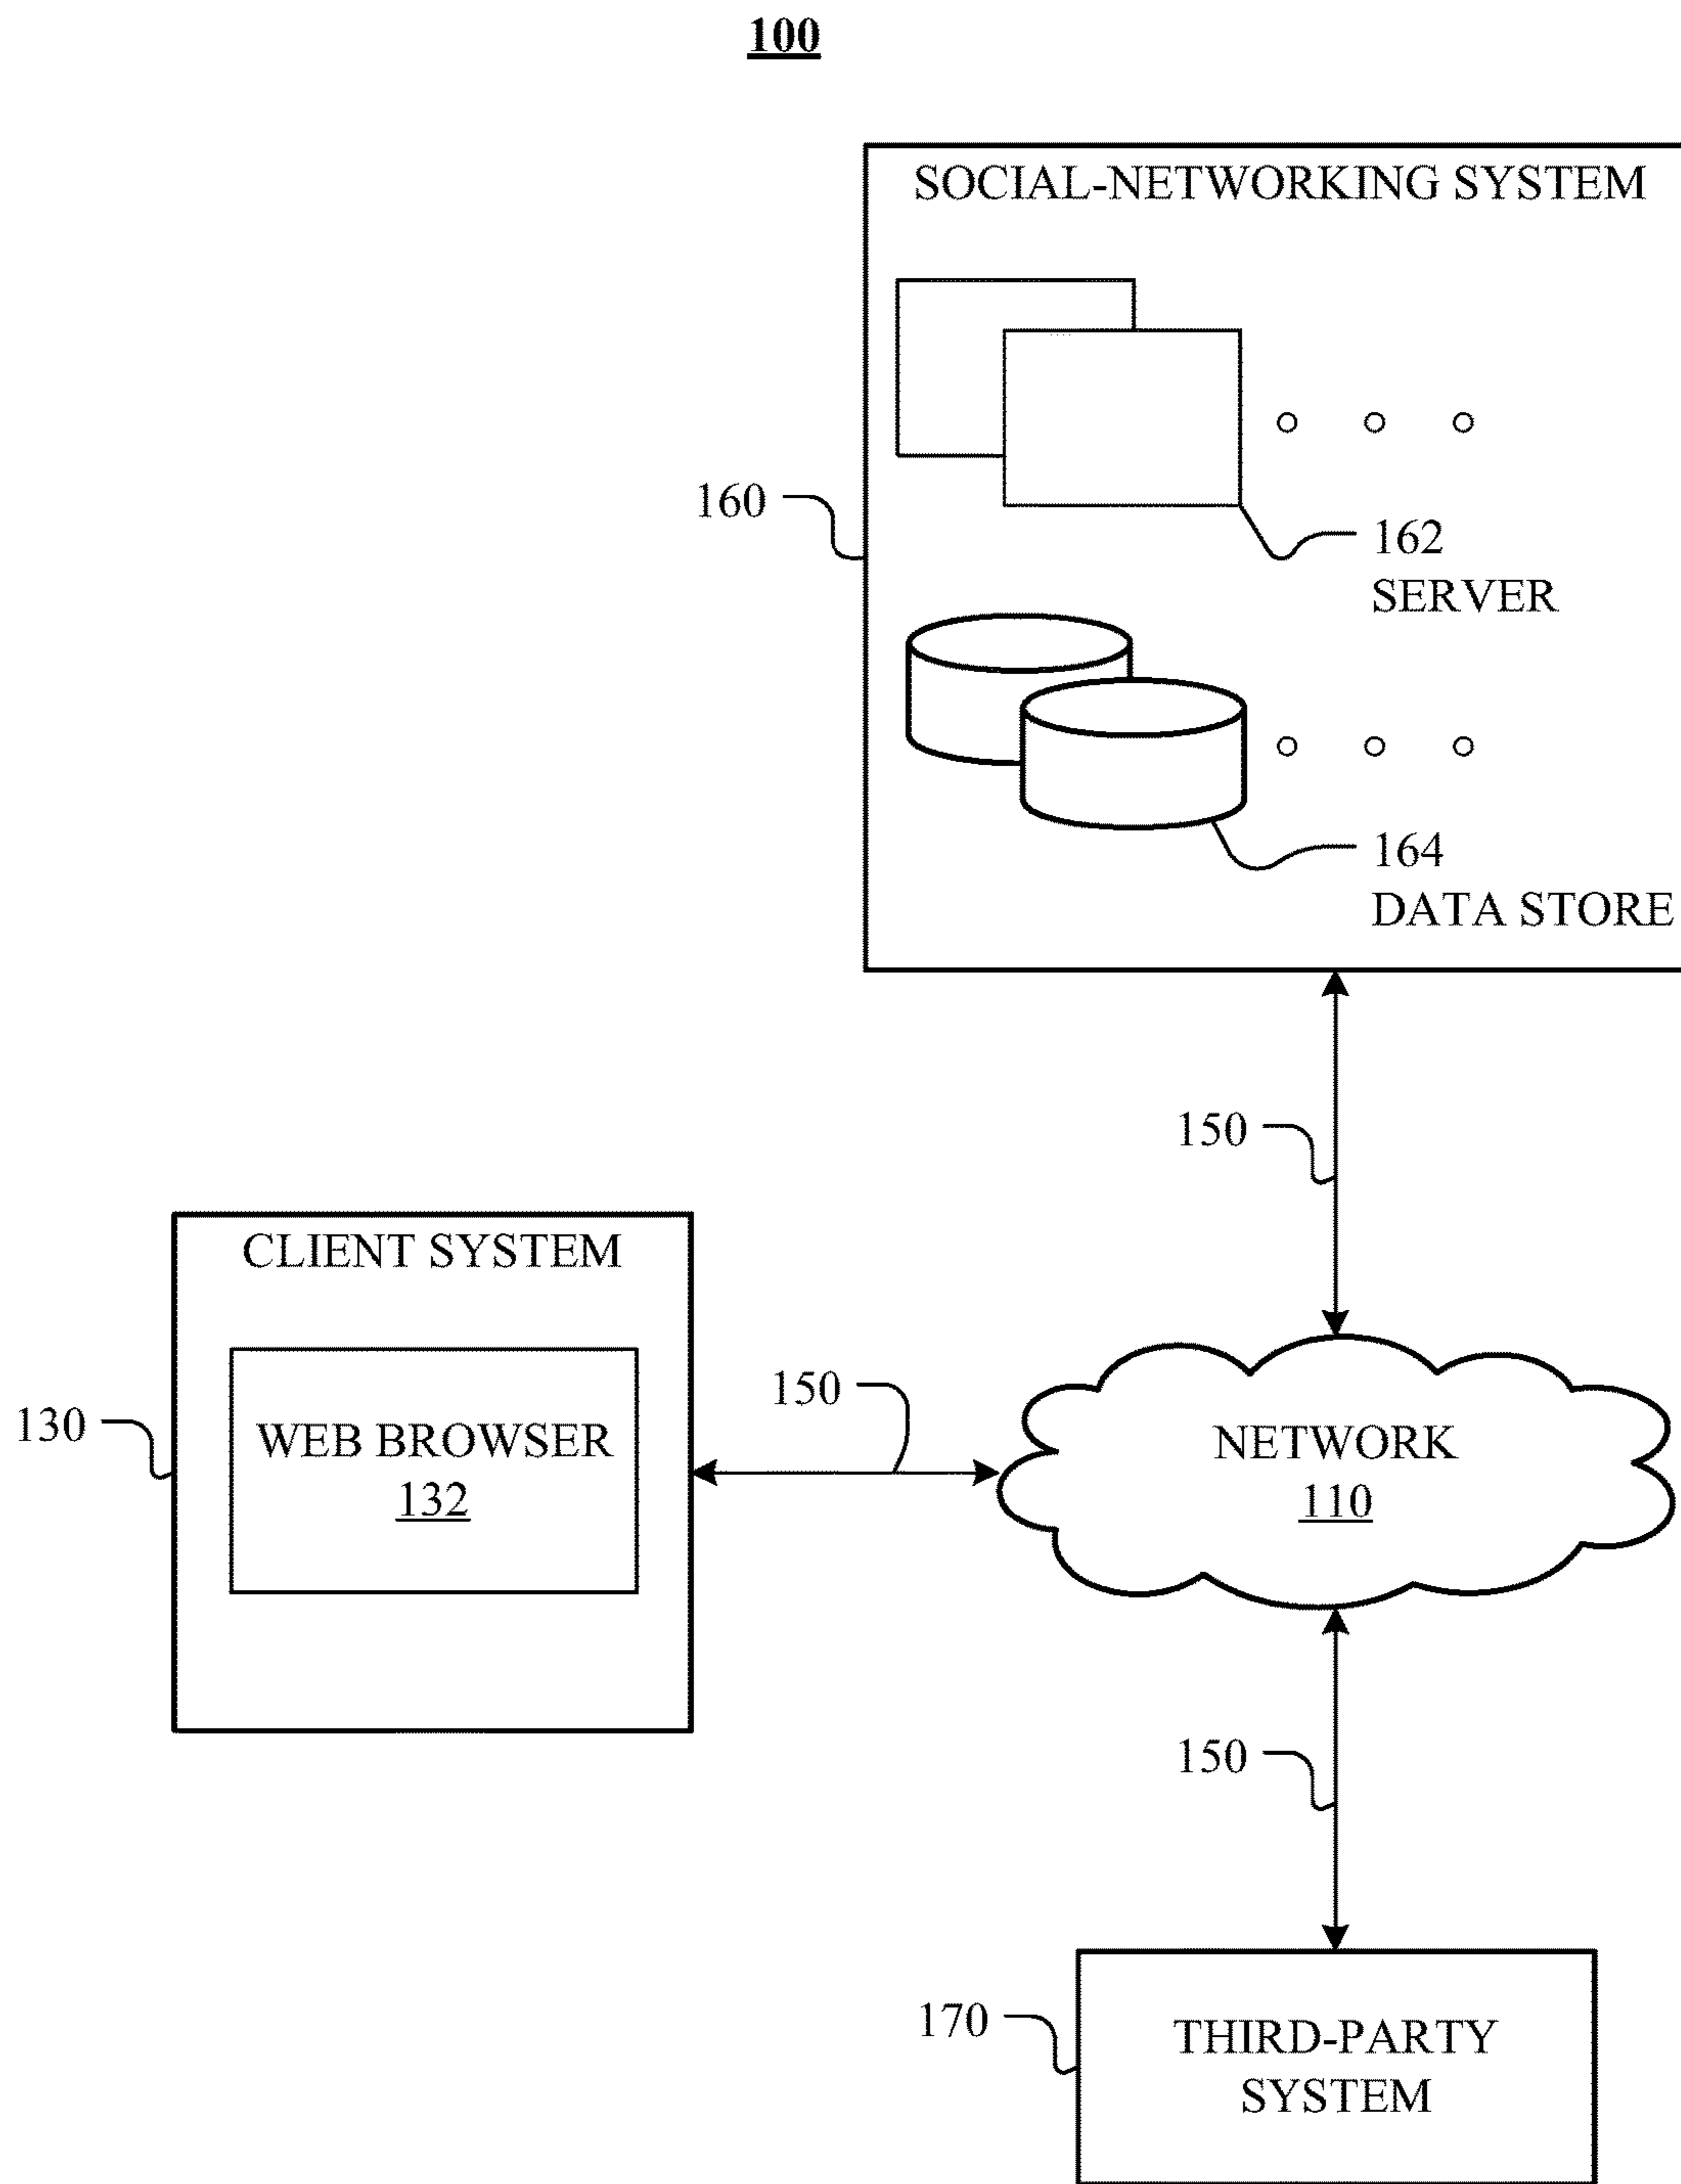 100
SOCIAL-NETWORKING SYSTEM
160
162
SERVER
164
DATA STORE
150
CLIENT SYSTEM
130
WEB BROWSER
132
150
NETWORK
110
150
170
THIRD-PARTY
SYSTEM